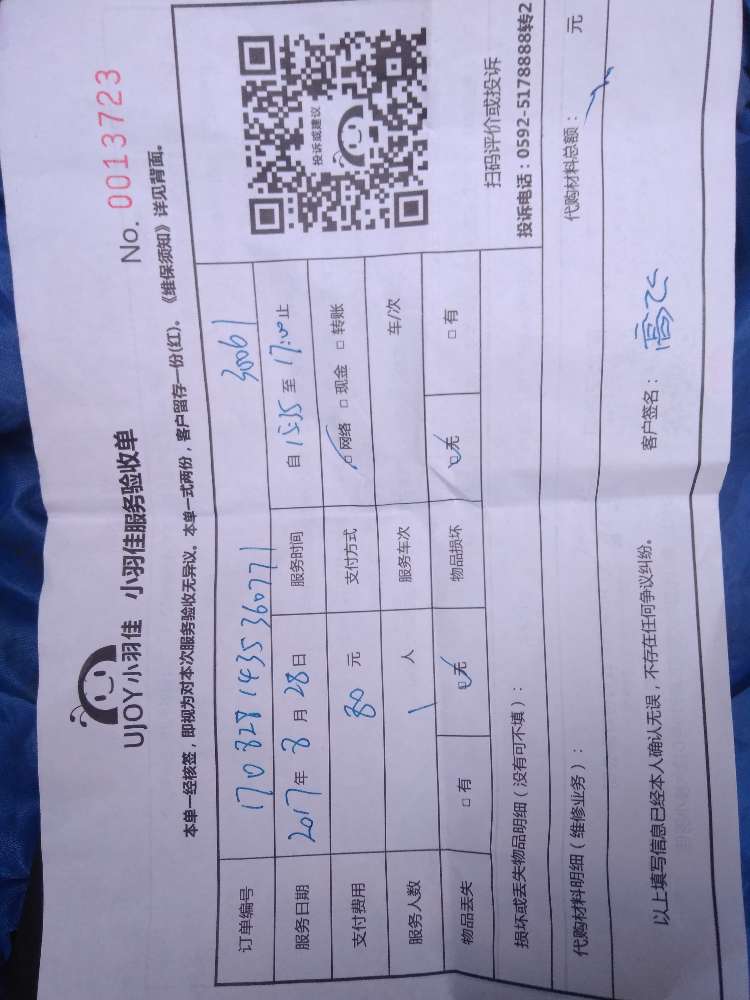 UJOY小羽佳 小羽佳服务验收单
No. 0013723
本单一经核签，即视为对本次服务验收无异议。本单一式两份，客户留存一份(红)。《维保须知》详见背面。
订单编号 1708281435360771 30061
服务日期 2017年8月28日 服务时间 自15:35至17:00止
支付费用 80元 支付方式 □网络 □现金 □转账
服务人数 1人 服务车次 车/次
物品丢失 □有 □无 物品损坏 □无 □有
投诉或建议
扫码评价或投诉
投诉电话：0592-5178888转2
损坏或丢失物品明细（没有可不填）：
代购材料明细（维修业务）： 代购材料总额： 元
以上填写信息已经本人确认无误，不存在任何争议纠纷。 客户签名：